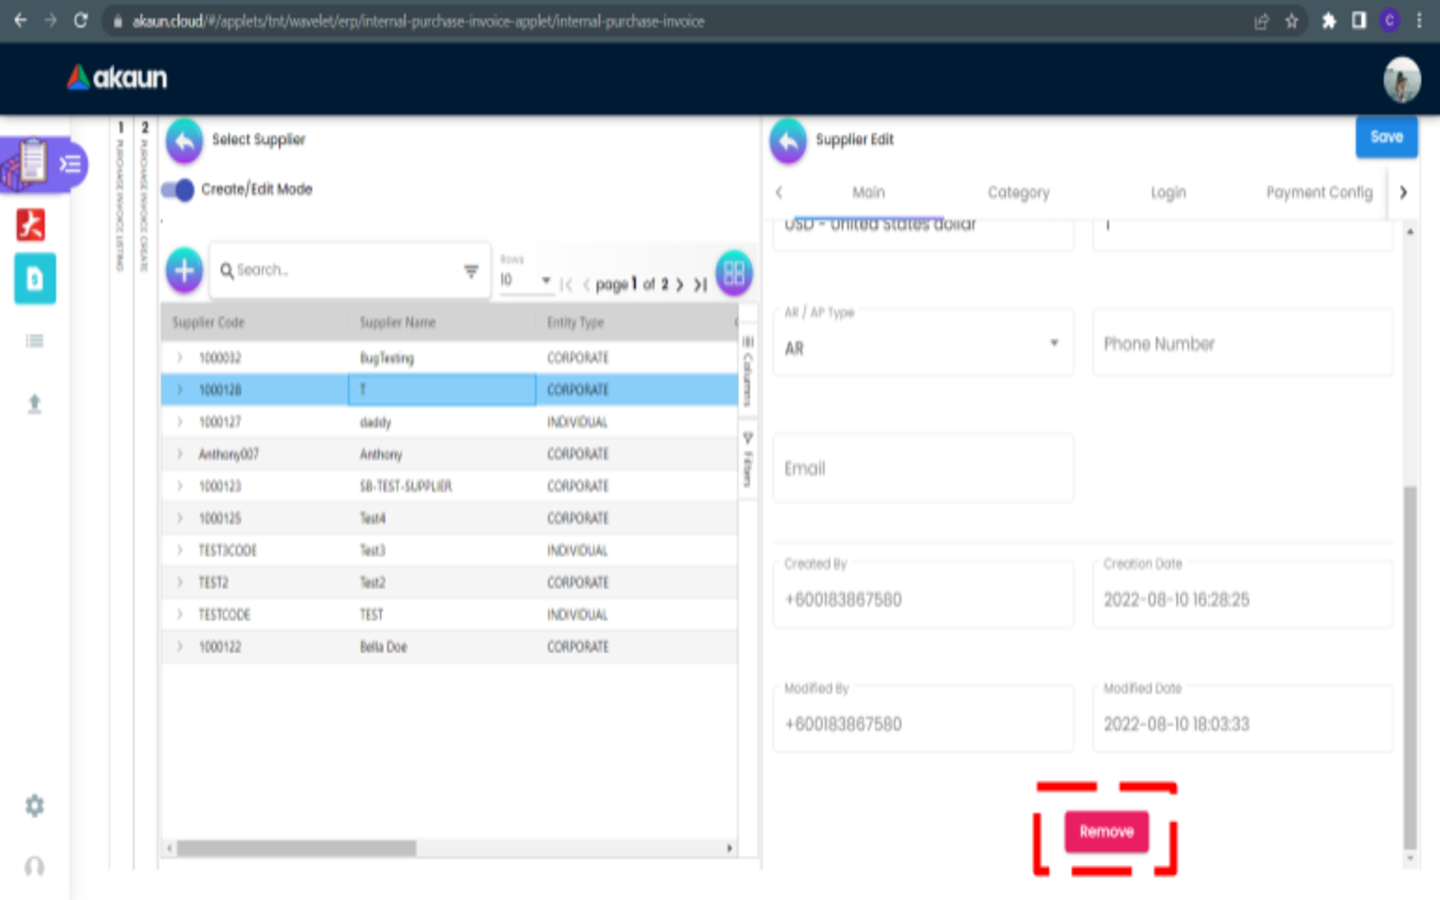 akaun.cloud/#/applets/tnt/wavelet/erp/internal-purchase-invoice-applet/internal-purchase-invoice
C
akaun
1 PURCHASE INVOICE LISTING
2 PURCHASE INVOICE CREATE
Select Supplier
Create/Edit Mode
Search...
Rows
10
page 1 of 2
Supplier Code Supplier Name Entity Type
1000032 BugTesting CORPORATE
1000128 T CORPORATE
1000127 daddy INDIVIDUAL
Anthony007 Anthony CORPORATE
1000123 SB-TEST-SUPPLIER CORPORATE
1000125 Test4 CORPORATE
TEST3CODE Test3 INDIVIDUAL
TEST2 Test2 CORPORATE
TESTCODE TEST INDIVIDUAL
1000122 Bella Doe CORPORATE
Columns
Filters
Supplier Edit
Save
Main Category Login Payment Config
USD - United States dollar 1
AR / AP Type
AR
Phone Number
Email
Created By Creation Date
+600183867580 2022-08-10 16:28:25
Modified By Modified Date
+600183867580 2022-08-10 18:03:33
Remove